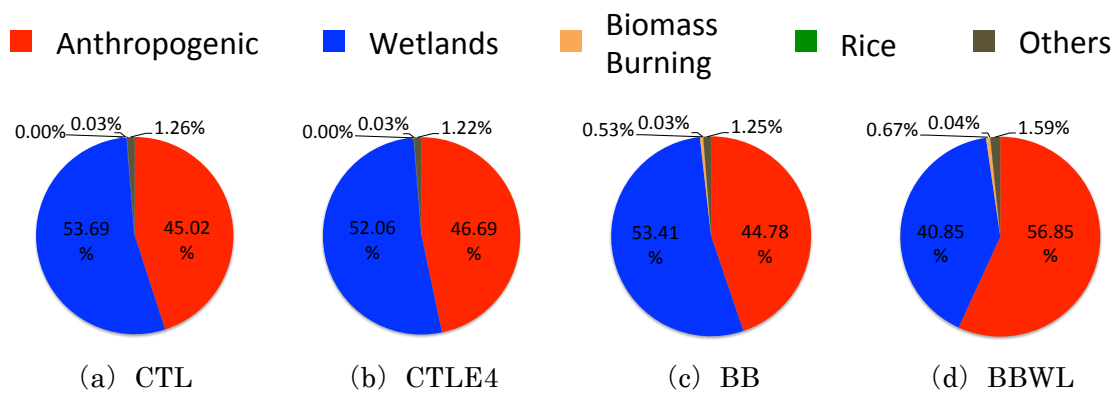 Anthropogenic
Wetlands
Biomass
Burning
Rice
Others
0.00%
0.03%
1.26%
53.69
%
45.02
%
(a) CTL
0.00%
0.03%
1.22%
52.06
%
46.69
%
(b) CTLE4
0.53%
0.03%
1.25%
53.41
%
44.78
%
(c) BB
0.67%
0.04%
1.59%
40.85
%
56.85
%
(d) BBWL